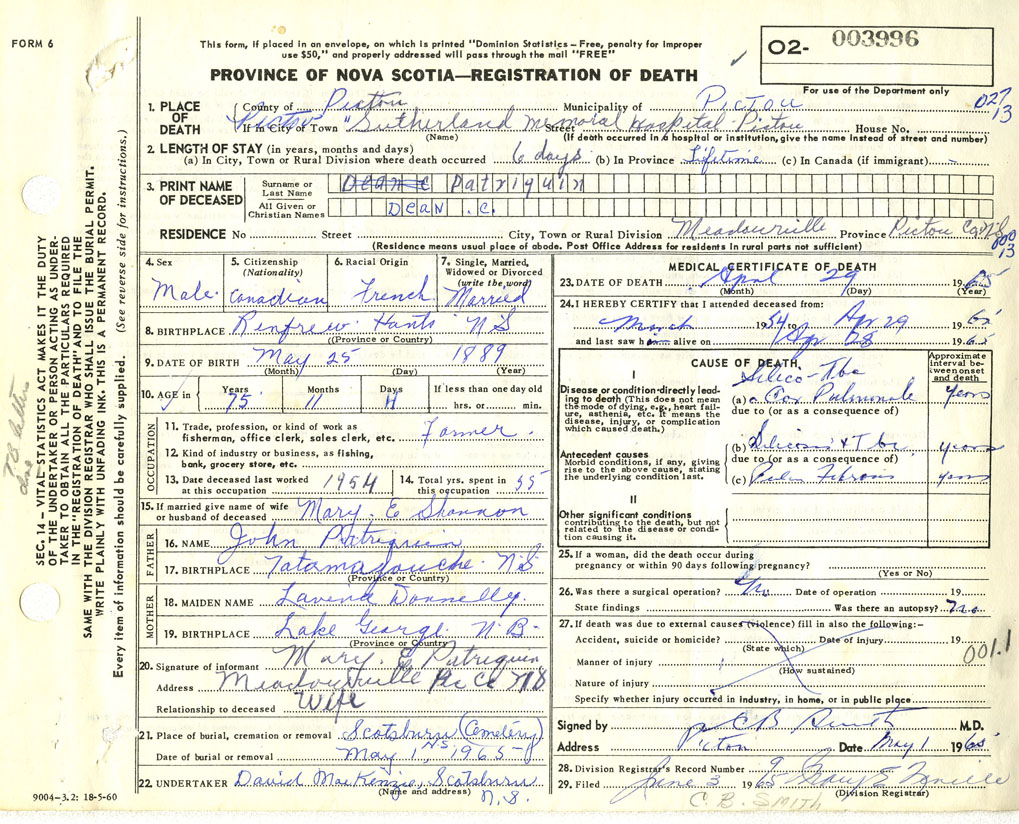 FORM 6
This form, if placed in an envelope, on which is printed "Dominion Statistics – Free, penalty for improper
use $50," and properly addressed will pass through the mail "FREE"
PROVINCE OF NOVA SCOTIA—REGISTRATION OF DEATH
O2- 003996
For use of the Department only
027
13
1. PLACE OF DEATH
County of Pictou Municipality of PICTOU
If in City of Town Pictou "Sutherland Memorial Hospital-Pictou Street House No.
(Name) (If death occurred in a hospital or institution, give the name instead of street and number)
2. LENGTH OF STAY (in years, months and days)
(a) In City, Town or Rural Division where death occurred 6 days (b) In Province Lifetime (c) In Canada (if immigrant) -
3. PRINT NAME OF DECEASED
Surname or Last Name Patriquin
All Given or Christian Names DEAN .C.
RESIDENCE No Street City, Town or Rural Division Meadowville Province Pictou Co N.S.
(Residence means usual place of abode. Post Office Address for residents in rural parts not sufficient)
000
13
4. Sex Male
5. Citizenship (Nationality) Canadian
6. Racial Origin French
7. Single, Married, Widowed or Divorced (write the word) Married
8. BIRTHPLACE Renfrew Hants N S
(Province or Country)
9. DATE OF BIRTH May 25 1889
(Month) (Day) (Year)
10. AGE in Years 75 Months 11 Days 4 If less than one day old
hrs. or min.
OCCUPATION
11. Trade, profession, or kind of work as
fisherman, office clerk, sales clerk, etc. Farmer.
12. Kind of industry or business, as fishing,
bank, grocery store, etc.
13. Date deceased last worked at this occupation 1954
14. Total yrs. spent in this occupation 55
15. If married give name of wife or husband of deceased Mary. E Shannon
FATHER
16. NAME John Patriquin
17. BIRTHPLACE Tatamagouche. N S
(Province or Country)
MOTHER
18. MAIDEN NAME Lavena Donnelly.
19. BIRTHPLACE Lake George N B-
(Province or Country)
20. Signature of informant Mary. E Patriquin
Address Meadowville Pic Co NS
Relationship to deceased Wife
21. Place of burial, cremation or removal Scotsburn (Cemetery)
N.S.
Date of burial or removal May 1, 1965
22. UNDERTAKER David MacKenzie, Scotsburn
(Name and address) N.S.
MEDICAL CERTIFICATE OF DEATH
23. DATE OF DEATH April 29 1965
(Month) (Day) (Year)
24. I HEREBY CERTIFY that I attended deceased from:
March 1954 to Apr 29 1965
and last saw him alive on Apr 28 1965
CAUSE OF DEATH
Approximate interval between onset and death
I
Silico-Tbc
Disease or condition directly leading to death (This does not mean the mode of dying, e.g., heart failure, asthenia, etc. It means the disease, injury, or complication which caused death.)
(a) Cor Pulmonale years
due to (or as a consequence of)
Antecedent causes
Morbid conditions, if any, giving rise to the above cause, stating the underlying condition last.
(b) Silicosis & Tbc years
due to (or as a consequence of)
(c) Fibrosis years
II
Other significant conditions
contributing to the death, but not related to the disease or condition causing it.
25. If a woman, did the death occur during
pregnancy or within 90 days following pregnancy?
(Yes or No)
26. Was there a surgical operation? No Date of operation 19
State findings Was there an autopsy? no
27. If death was due to external causes (violence) fill in also the following:-
Accident, suicide or homicide? Date of injury 19
(State which)
001.1
Manner of injury
(How sustained)
Nature of injury
Specify whether injury occurred in industry, in home, or in public place
Signed by C B Smith M.D.
Address Pictou Date May 1 1965
28. Division Registrar's Record Number 9
29. Filed June 3 1965
(Division Registrar)
C. B. SMITH
9004-3.2: 18-5-60
SEC. 14 – VITAL STATISTICS ACT MAKES IT THE DUTY
OF THE UNDERTAKER OR PERSON ACTING AS UNDER-
TAKER TO OBTAIN ALL THE PARTICULARS REQUIRED
IN THE "REGISTRATION OF DEATH" AND TO FILE THE
SAME WITH THE DIVISION REGISTRAR WHO SHALL ISSUE THE BURIAL PERMIT.
WRITE PLAINLY WITH UNFADING INK. THIS IS A PERMANENT RECORD.
Every item of information should be carefully supplied. (See reverse side for instructions.)
TB letter